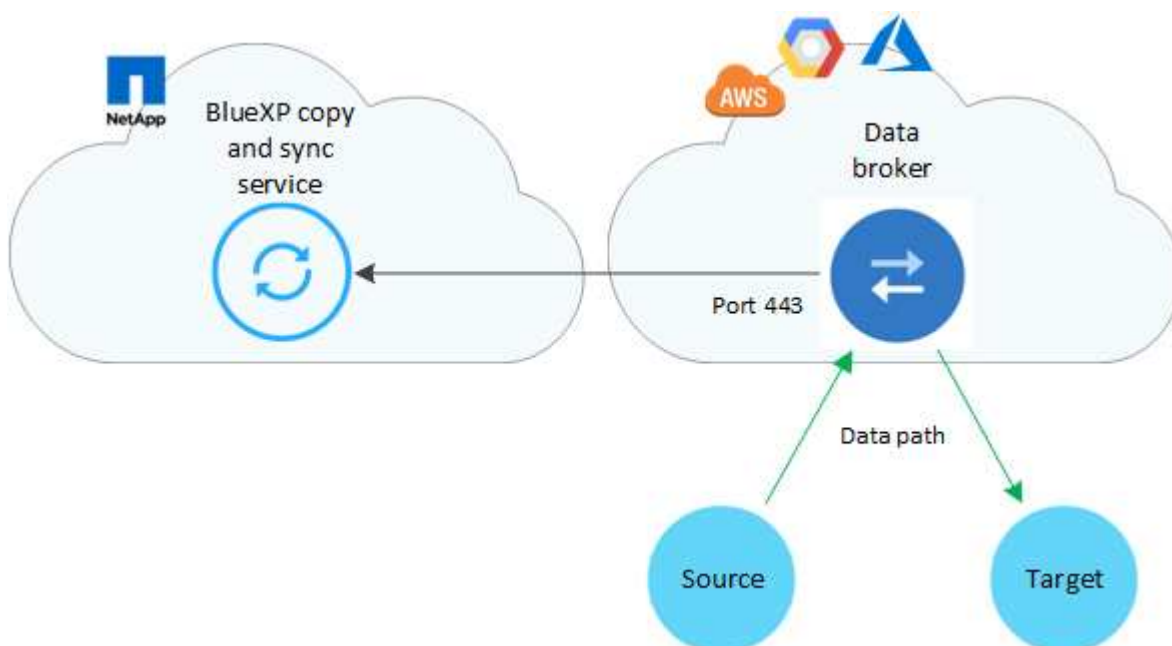 NetApp
BlueXP copy
and sync
service
AWS
Data
broker
Port 443
Data path
Source
Target